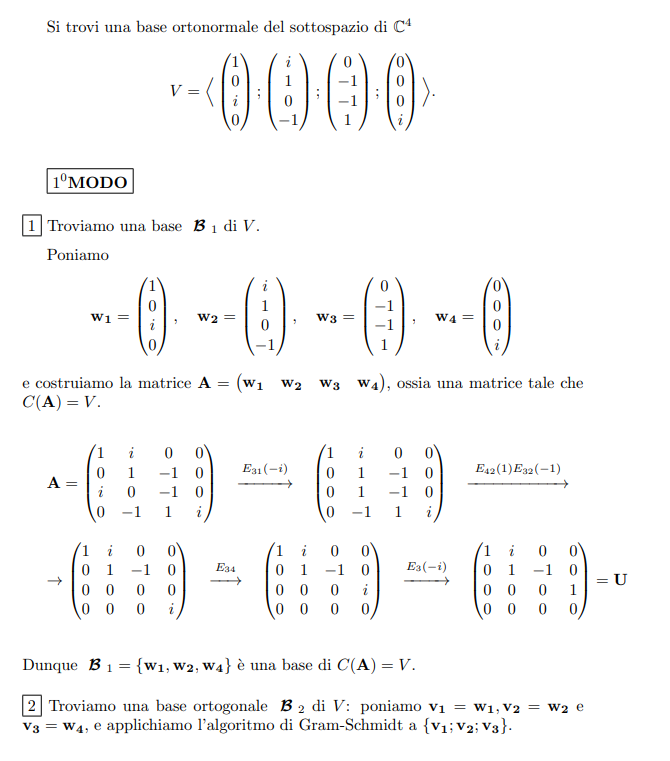 Si trovi una base ortonormale del sottospazio di ℂ⁴
V = ⟨ (1 0 i 0) ; (i 1 0 −1) ; (0 −1 −1 1) ; (0 0 0 i) ⟩.
1⁰MODO
1 Troviamo una base 𝓑 ₁ di V.
Poniamo
w₁ = (1 0 i 0) , w₂ = (i 1 0 −1) , w₃ = (0 −1 −1 1) , w₄ = (0 0 0 i)
e costruiamo la matrice A = (w₁ w₂ w₃ w₄), ossia una matrice tale che
C(A) = V.
A = (1 i 0 0; 0 1 −1 0; i 0 −1 0; 0 −1 1 i) E₃₁(−i) → (1 i 0 0; 0 1 −1 0; 0 1 −1 0; 0 −1 1 i) E₄₂(1)E₃₂(−1) →
→ (1 i 0 0; 0 1 −1 0; 0 0 0 0; 0 0 0 i) E₃₄ → (1 i 0 0; 0 1 −1 0; 0 0 0 i; 0 0 0 0) E₃(−i) → (1 i 0 0; 0 1 −1 0; 0 0 0 1; 0 0 0 0) = U
Dunque 𝓑 ₁ = {w₁, w₂, w₄} è una base di C(A) = V.
2 Troviamo una base ortogonale 𝓑 ₂ di V: poniamo v₁ = w₁, v₂ = w₂ e
v₃ = w₄, e applichiamo l'algoritmo di Gram-Schmidt a {v₁; v₂; v₃}.